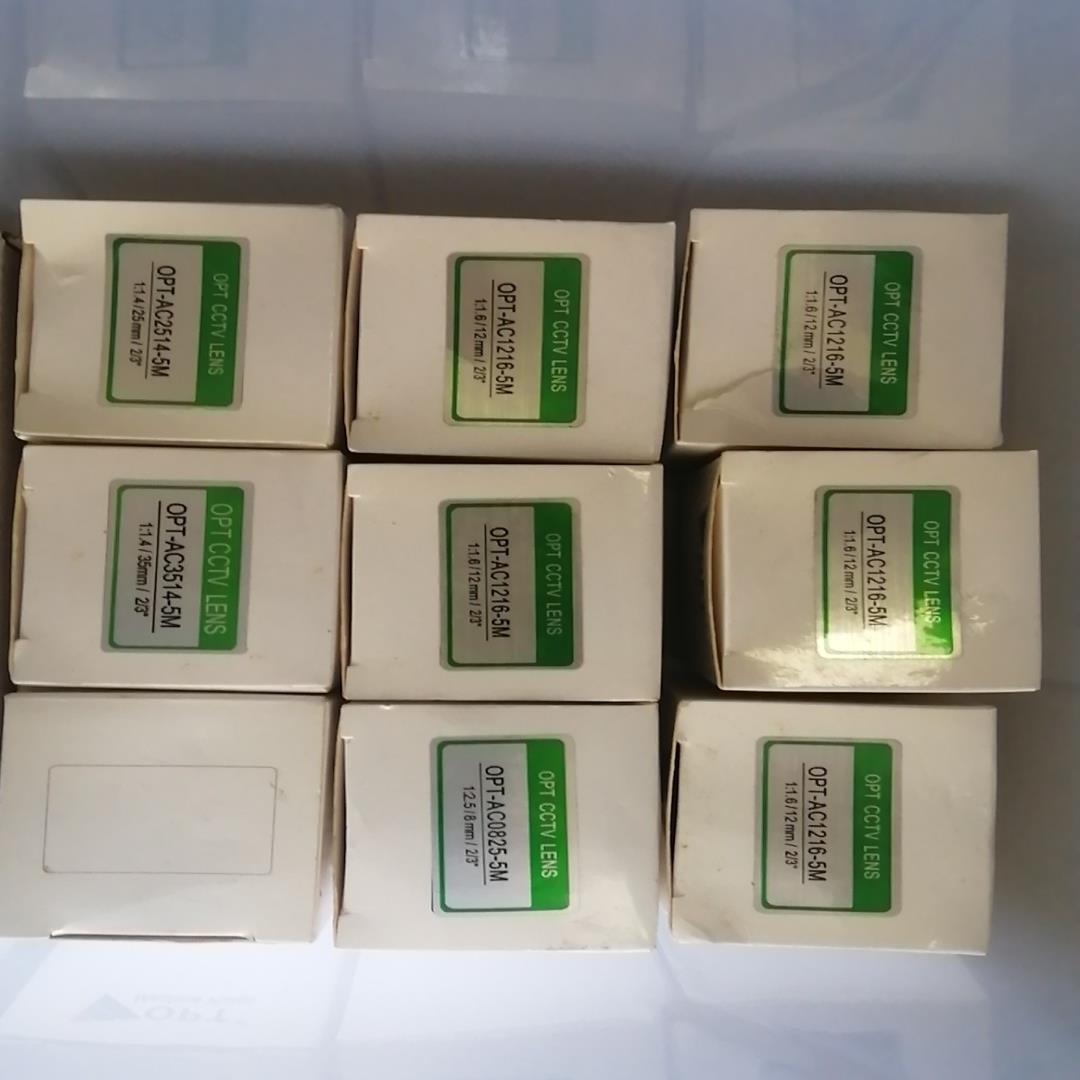 OPT CCTV LENS
OPT-AC2514-5M
1:1.4/25mm/ 2/3"
OPT CCTV LENS
OPT-AC1216-5M
1:1.6/12mm/ 2/3"
OPT CCTV LENS
OPT-AC1216-5M
1:1.6/12mm/ 2/3"
OPT CCTV LENS
OPT-AC3514-5M
1:1.4/ 35mm/ 2/3"
OPT CCTV LENS
OPT-AC1216-5M
1:1.6/12mm/ 2/3"
OPT CCTV LENS
OPT-AC1216-5M
1:1.6/12mm/ 2/3"
OPT CCTV LENS
OPT-AC0825-5M
1:2.5/8mm/ 2/3"
OPT CCTV LENS
OPT-AC1216-5M
1:1.6/12mm/ 2/3"
OPT